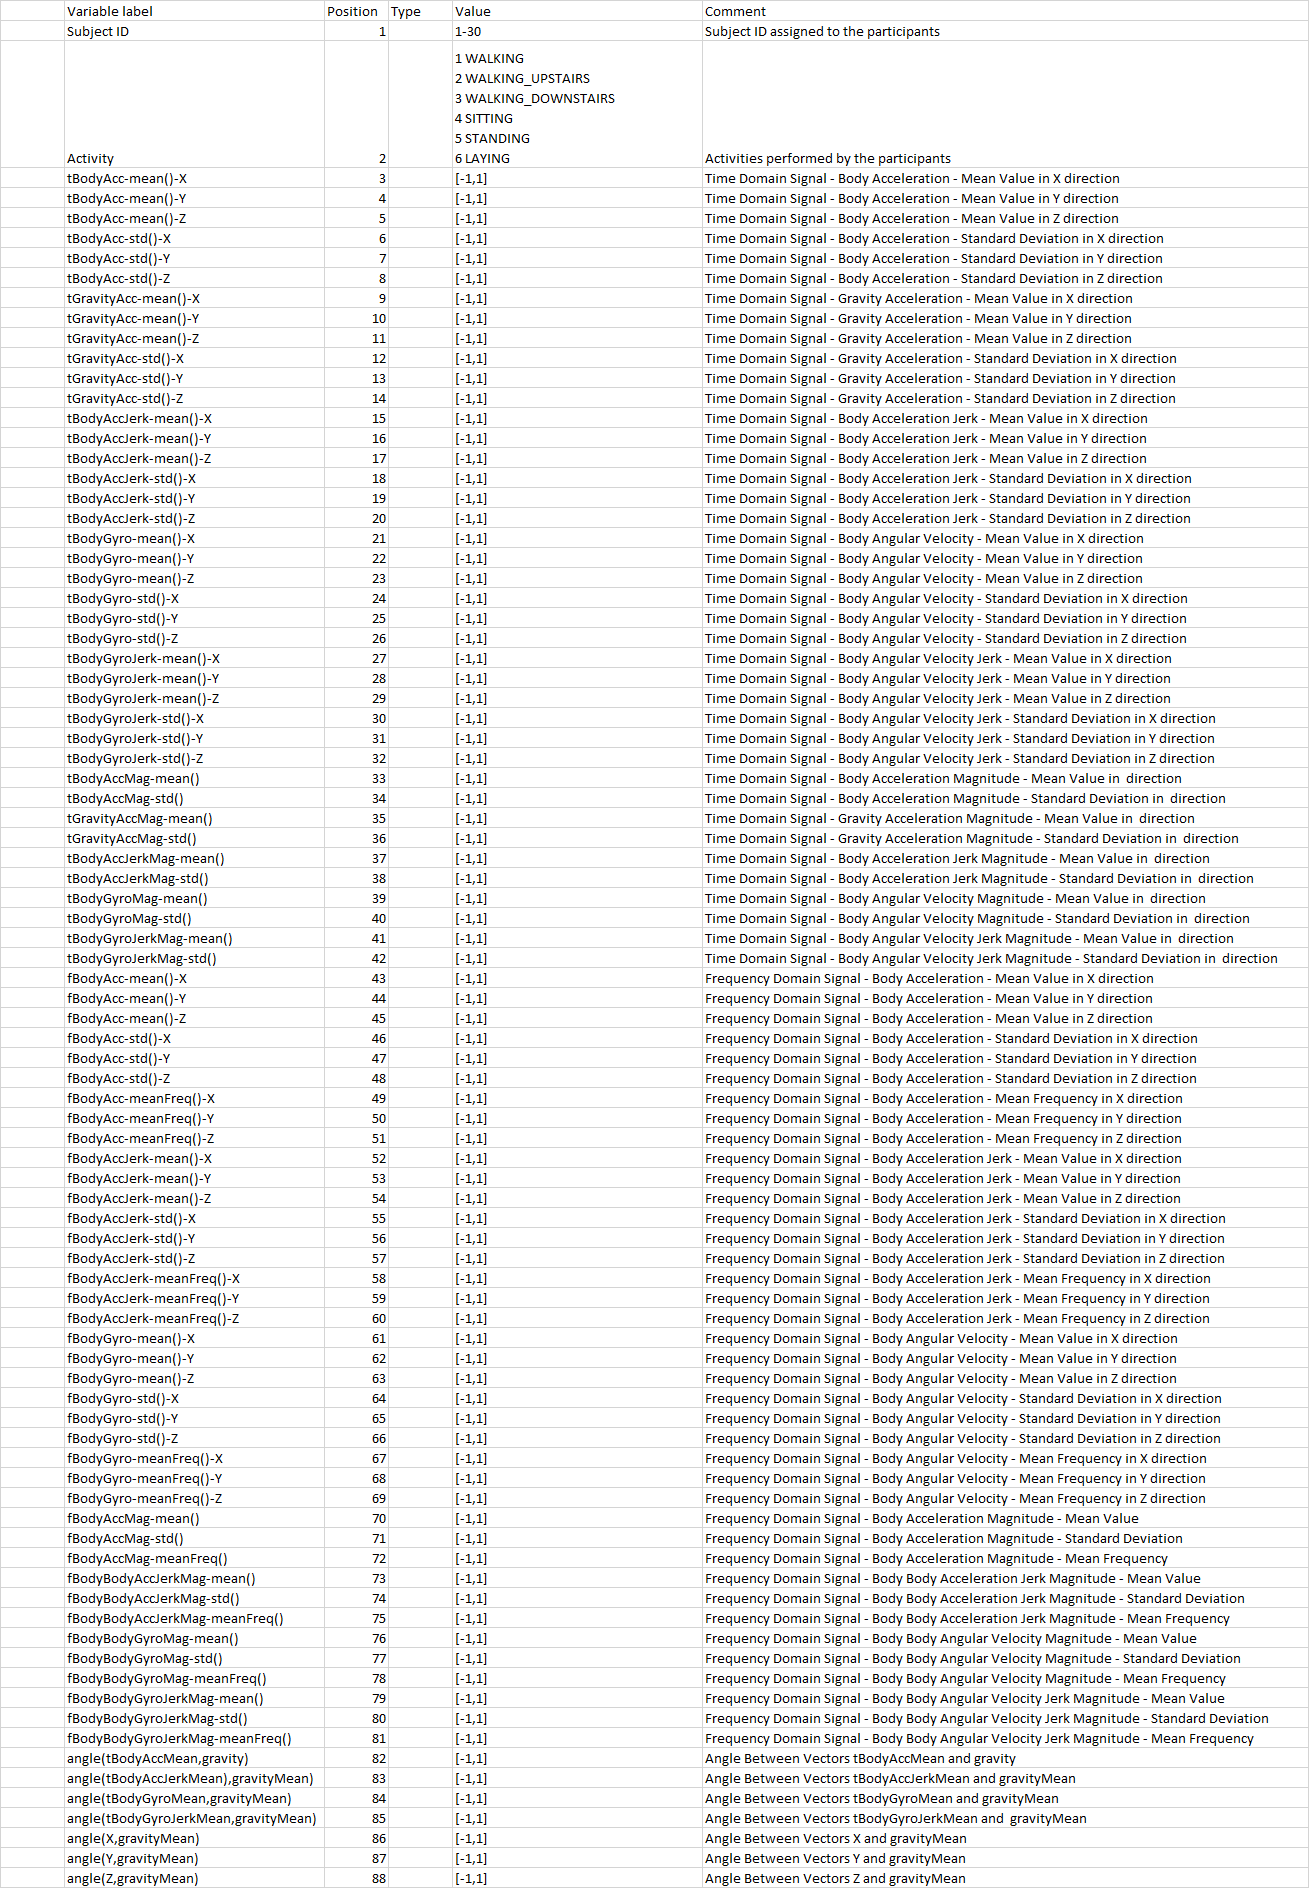 Variable label Position Type Value Comment
Subject ID 1 1-30 Subject ID assigned to the participants
1 WALKING
2 WALKING_UPSTAIRS
3 WALKING_DOWNSTAIRS
4 SITTING
5 STANDING
Activity 2 6 LAYING Activities performed by the participants
tBodyAcc-mean()-X 3 [-1,1] Time Domain Signal - Body Acceleration - Mean Value in X direction
tBodyAcc-mean()-Y 4 [-1,1] Time Domain Signal - Body Acceleration - Mean Value in Y direction
tBodyAcc-mean()-Z 5 [-1,1] Time Domain Signal - Body Acceleration - Mean Value in Z direction
tBodyAcc-std()-X 6 [-1,1] Time Domain Signal - Body Acceleration - Standard Deviation in X direction
tBodyAcc-std()-Y 7 [-1,1] Time Domain Signal - Body Acceleration - Standard Deviation in Y direction
tBodyAcc-std()-Z 8 [-1,1] Time Domain Signal - Body Acceleration - Standard Deviation in Z direction
tGravityAcc-mean()-X 9 [-1,1] Time Domain Signal - Gravity Acceleration - Mean Value in X direction
tGravityAcc-mean()-Y 10 [-1,1] Time Domain Signal - Gravity Acceleration - Mean Value in Y direction
tGravityAcc-mean()-Z 11 [-1,1] Time Domain Signal - Gravity Acceleration - Mean Value in Z direction
tGravityAcc-std()-X 12 [-1,1] Time Domain Signal - Gravity Acceleration - Standard Deviation in X direction
tGravityAcc-std()-Y 13 [-1,1] Time Domain Signal - Gravity Acceleration - Standard Deviation in Y direction
tGravityAcc-std()-Z 14 [-1,1] Time Domain Signal - Gravity Acceleration - Standard Deviation in Z direction
tBodyAccJerk-mean()-X 15 [-1,1] Time Domain Signal - Body Acceleration Jerk - Mean Value in X direction
tBodyAccJerk-mean()-Y 16 [-1,1] Time Domain Signal - Body Acceleration Jerk - Mean Value in Y direction
tBodyAccJerk-mean()-Z 17 [-1,1] Time Domain Signal - Body Acceleration Jerk - Mean Value in Z direction
tBodyAccJerk-std()-X 18 [-1,1] Time Domain Signal - Body Acceleration Jerk - Standard Deviation in X direction
tBodyAccJerk-std()-Y 19 [-1,1] Time Domain Signal - Body Acceleration Jerk - Standard Deviation in Y direction
tBodyAccJerk-std()-Z 20 [-1,1] Time Domain Signal - Body Acceleration Jerk - Standard Deviation in Z direction
tBodyGyro-mean()-X 21 [-1,1] Time Domain Signal - Body Angular Velocity - Mean Value in X direction
tBodyGyro-mean()-Y 22 [-1,1] Time Domain Signal - Body Angular Velocity - Mean Value in Y direction
tBodyGyro-mean()-Z 23 [-1,1] Time Domain Signal - Body Angular Velocity - Mean Value in Z direction
tBodyGyro-std()-X 24 [-1,1] Time Domain Signal - Body Angular Velocity - Standard Deviation in X direction
tBodyGyro-std()-Y 25 [-1,1] Time Domain Signal - Body Angular Velocity - Standard Deviation in Y direction
tBodyGyro-std()-Z 26 [-1,1] Time Domain Signal - Body Angular Velocity - Standard Deviation in Z direction
tBodyGyroJerk-mean()-X 27 [-1,1] Time Domain Signal - Body Angular Velocity Jerk - Mean Value in X direction
tBodyGyroJerk-mean()-Y 28 [-1,1] Time Domain Signal - Body Angular Velocity Jerk - Mean Value in Y direction
tBodyGyroJerk-mean()-Z 29 [-1,1] Time Domain Signal - Body Angular Velocity Jerk - Mean Value in Z direction
tBodyGyroJerk-std()-X 30 [-1,1] Time Domain Signal - Body Angular Velocity Jerk - Standard Deviation in X direction
tBodyGyroJerk-std()-Y 31 [-1,1] Time Domain Signal - Body Angular Velocity Jerk - Standard Deviation in Y direction
tBodyGyroJerk-std()-Z 32 [-1,1] Time Domain Signal - Body Angular Velocity Jerk - Standard Deviation in Z direction
tBodyAccMag-mean() 33 [-1,1] Time Domain Signal - Body Acceleration Magnitude - Mean Value in direction
tBodyAccMag-std() 34 [-1,1] Time Domain Signal - Body Acceleration Magnitude - Standard Deviation in direction
tGravityAccMag-mean() 35 [-1,1] Time Domain Signal - Gravity Acceleration Magnitude - Mean Value in direction
tGravityAccMag-std() 36 [-1,1] Time Domain Signal - Gravity Acceleration Magnitude - Standard Deviation in direction
tBodyAccJerkMag-mean() 37 [-1,1] Time Domain Signal - Body Acceleration Jerk Magnitude - Mean Value in direction
tBodyAccJerkMag-std() 38 [-1,1] Time Domain Signal - Body Acceleration Jerk Magnitude - Standard Deviation in direction
tBodyGyroMag-mean() 39 [-1,1] Time Domain Signal - Body Angular Velocity Magnitude - Mean Value in direction
tBodyGyroMag-std() 40 [-1,1] Time Domain Signal - Body Angular Velocity Magnitude - Standard Deviation in direction
tBodyGyroJerkMag-mean() 41 [-1,1] Time Domain Signal - Body Angular Velocity Jerk Magnitude - Mean Value in direction
tBodyGyroJerkMag-std() 42 [-1,1] Time Domain Signal - Body Angular Velocity Jerk Magnitude - Standard Deviation in direction
fBodyAcc-mean()-X 43 [-1,1] Frequency Domain Signal - Body Acceleration - Mean Value in X direction
fBodyAcc-mean()-Y 44 [-1,1] Frequency Domain Signal - Body Acceleration - Mean Value in Y direction
fBodyAcc-mean()-Z 45 [-1,1] Frequency Domain Signal - Body Acceleration - Mean Value in Z direction
fBodyAcc-std()-X 46 [-1,1] Frequency Domain Signal - Body Acceleration - Standard Deviation in X direction
fBodyAcc-std()-Y 47 [-1,1] Frequency Domain Signal - Body Acceleration - Standard Deviation in Y direction
fBodyAcc-std()-Z 48 [-1,1] Frequency Domain Signal - Body Acceleration - Standard Deviation in Z direction
fBodyAcc-meanFreq()-X 49 [-1,1] Frequency Domain Signal - Body Acceleration - Mean Frequency in X direction
fBodyAcc-meanFreq()-Y 50 [-1,1] Frequency Domain Signal - Body Acceleration - Mean Frequency in Y direction
fBodyAcc-meanFreq()-Z 51 [-1,1] Frequency Domain Signal - Body Acceleration - Mean Frequency in Z direction
fBodyAccJerk-mean()-X 52 [-1,1] Frequency Domain Signal - Body Acceleration Jerk - Mean Value in X direction
fBodyAccJerk-mean()-Y 53 [-1,1] Frequency Domain Signal - Body Acceleration Jerk - Mean Value in Y direction
fBodyAccJerk-mean()-Z 54 [-1,1] Frequency Domain Signal - Body Acceleration Jerk - Mean Value in Z direction
fBodyAccJerk-std()-X 55 [-1,1] Frequency Domain Signal - Body Acceleration Jerk - Standard Deviation in X direction
fBodyAccJerk-std()-Y 56 [-1,1] Frequency Domain Signal - Body Acceleration Jerk - Standard Deviation in Y direction
fBodyAccJerk-std()-Z 57 [-1,1] Frequency Domain Signal - Body Acceleration Jerk - Standard Deviation in Z direction
fBodyAccJerk-meanFreq()-X 58 [-1,1] Frequency Domain Signal - Body Acceleration Jerk - Mean Frequency in X direction
fBodyAccJerk-meanFreq()-Y 59 [-1,1] Frequency Domain Signal - Body Acceleration Jerk - Mean Frequency in Y direction
fBodyAccJerk-meanFreq()-Z 60 [-1,1] Frequency Domain Signal - Body Acceleration Jerk - Mean Frequency in Z direction
fBodyGyro-mean()-X 61 [-1,1] Frequency Domain Signal - Body Angular Velocity - Mean Value in X direction
fBodyGyro-mean()-Y 62 [-1,1] Frequency Domain Signal - Body Angular Velocity - Mean Value in Y direction
fBodyGyro-mean()-Z 63 [-1,1] Frequency Domain Signal - Body Angular Velocity - Mean Value in Z direction
fBodyGyro-std()-X 64 [-1,1] Frequency Domain Signal - Body Angular Velocity - Standard Deviation in X direction
fBodyGyro-std()-Y 65 [-1,1] Frequency Domain Signal - Body Angular Velocity - Standard Deviation in Y direction
fBodyGyro-std()-Z 66 [-1,1] Frequency Domain Signal - Body Angular Velocity - Standard Deviation in Z direction
fBodyGyro-meanFreq()-X 67 [-1,1] Frequency Domain Signal - Body Angular Velocity - Mean Frequency in X direction
fBodyGyro-meanFreq()-Y 68 [-1,1] Frequency Domain Signal - Body Angular Velocity - Mean Frequency in Y direction
fBodyGyro-meanFreq()-Z 69 [-1,1] Frequency Domain Signal - Body Angular Velocity - Mean Frequency in Z direction
fBodyAccMag-mean() 70 [-1,1] Frequency Domain Signal - Body Acceleration Magnitude - Mean Value
fBodyAccMag-std() 71 [-1,1] Frequency Domain Signal - Body Acceleration Magnitude - Standard Deviation
fBodyAccMag-meanFreq() 72 [-1,1] Frequency Domain Signal - Body Acceleration Magnitude - Mean Frequency
fBodyBodyAccJerkMag-mean() 73 [-1,1] Frequency Domain Signal - Body Body Acceleration Jerk Magnitude - Mean Value
fBodyBodyAccJerkMag-std() 74 [-1,1] Frequency Domain Signal - Body Body Acceleration Jerk Magnitude - Standard Deviation
fBodyBodyAccJerkMag-meanFreq() 75 [-1,1] Frequency Domain Signal - Body Body Acceleration Jerk Magnitude - Mean Frequency
fBodyBodyGyroMag-mean() 76 [-1,1] Frequency Domain Signal - Body Body Angular Velocity Magnitude - Mean Value
fBodyBodyGyroMag-std() 77 [-1,1] Frequency Domain Signal - Body Body Angular Velocity Magnitude - Standard Deviation
fBodyBodyGyroMag-meanFreq() 78 [-1,1] Frequency Domain Signal - Body Body Angular Velocity Magnitude - Mean Frequency
fBodyBodyGyroJerkMag-mean() 79 [-1,1] Frequency Domain Signal - Body Body Angular Velocity Jerk Magnitude - Mean Value
fBodyBodyGyroJerkMag-std() 80 [-1,1] Frequency Domain Signal - Body Body Angular Velocity Jerk Magnitude - Standard Deviation
fBodyBodyGyroJerkMag-meanFreq() 81 [-1,1] Frequency Domain Signal - Body Body Angular Velocity Jerk Magnitude - Mean Frequency
angle(tBodyAccMean,gravity) 82 [-1,1] Angle Between Vectors tBodyAccMean and gravity
angle(tBodyAccJerkMean),gravityMean) 83 [-1,1] Angle Between Vectors tBodyAccJerkMean and gravityMean
angle(tBodyGyroMean,gravityMean) 84 [-1,1] Angle Between Vectors tBodyGyroMean and gravityMean
angle(tBodyGyroJerkMean,gravityMean) 85 [-1,1] Angle Between Vectors tBodyGyroJerkMean and gravityMean
angle(X,gravityMean) 86 [-1,1] Angle Between Vectors X and gravityMean
angle(Y,gravityMean) 87 [-1,1] Angle Between Vectors Y and gravityMean
angle(Z,gravityMean) 88 [-1,1] Angle Between Vectors Z and gravityMean